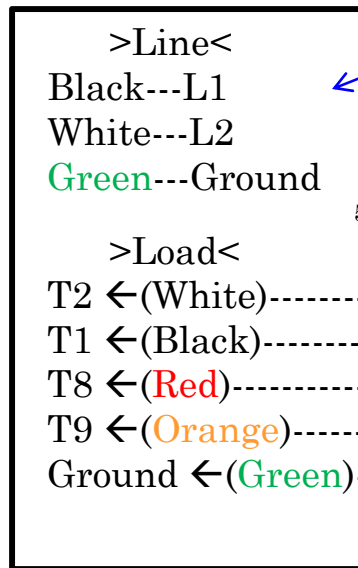 >Line<
Black---L1
White---L2
Green---Ground
>Load<
T2 ←(White)--------
T1 ←(Black)--------
T8 ←(Red)----------
T9 ←(Orange)------
Ground ←(Green)-